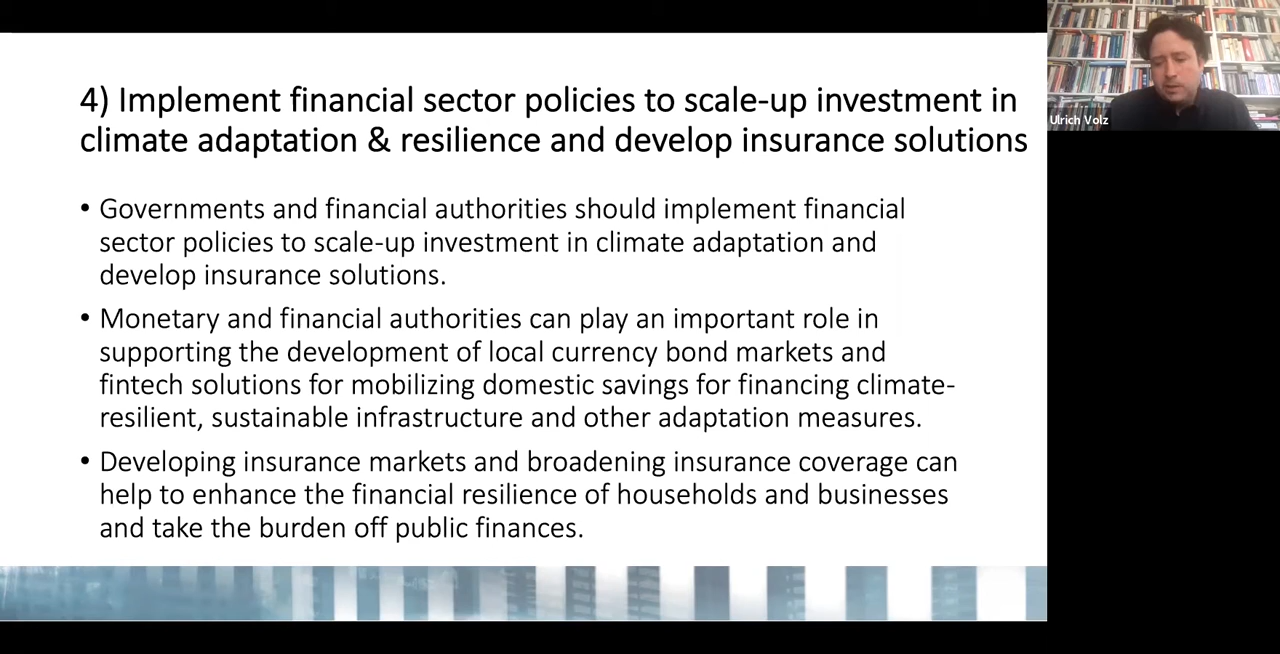 4) Implement financial sector policies to scale-up investment in
climate adaptation & resilience and develop insurance solutions
• Governments and financial authorities should implement financial
sector policies to scale-up investment in climate adaptation and
develop insurance solutions.
• Monetary and financial authorities can play an important role in
supporting the development of local currency bond markets and
fintech solutions for mobilizing domestic savings for financing climate-
resilient, sustainable infrastructure and other adaptation measures.
• Developing insurance markets and broadening insurance coverage can
help to enhance the financial resilience of households and businesses
and take the burden off public finances.
Ulrich Volz